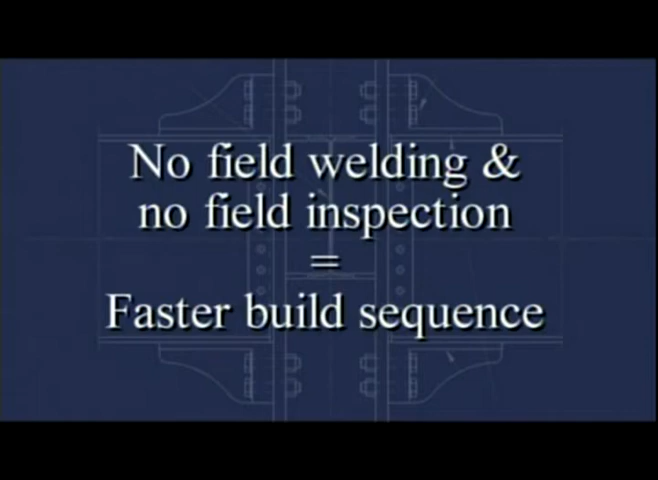 No field welding &
no field inspection
=
Faster build sequence